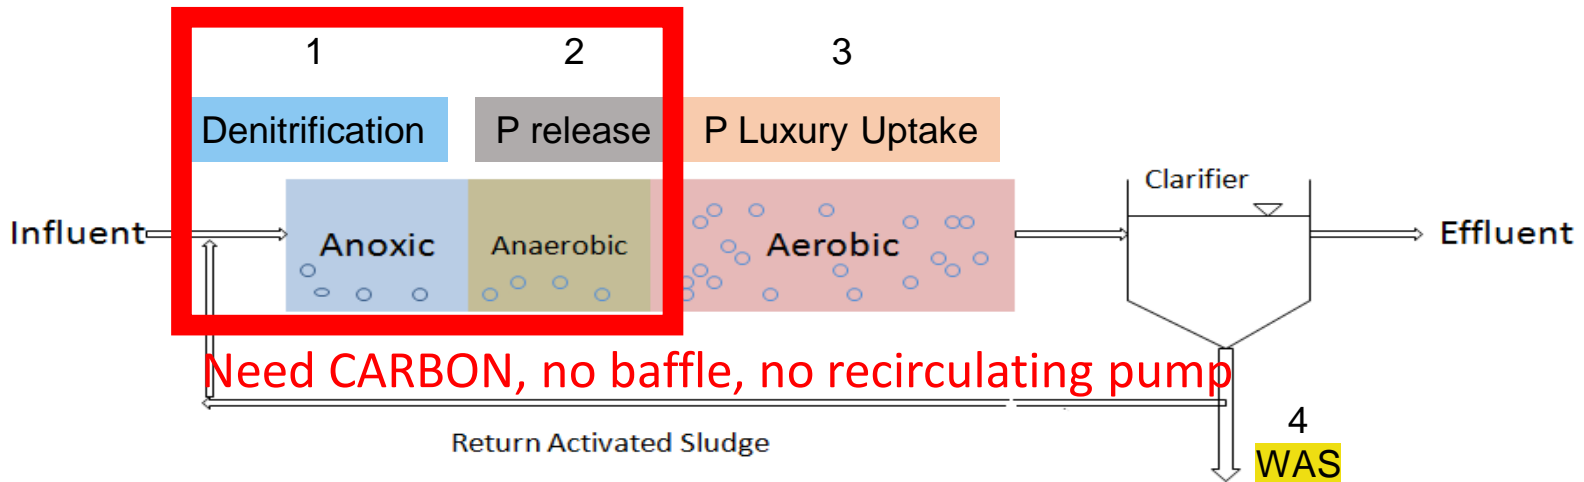 1 2 3
Denitrification P release P Luxury Uptake
Clarifier
Influent Anoxic Anaerobic Aerobic Effluent
Need CARBON, no baffle, no recirculating pump
4
Return Activated Sludge
WAS